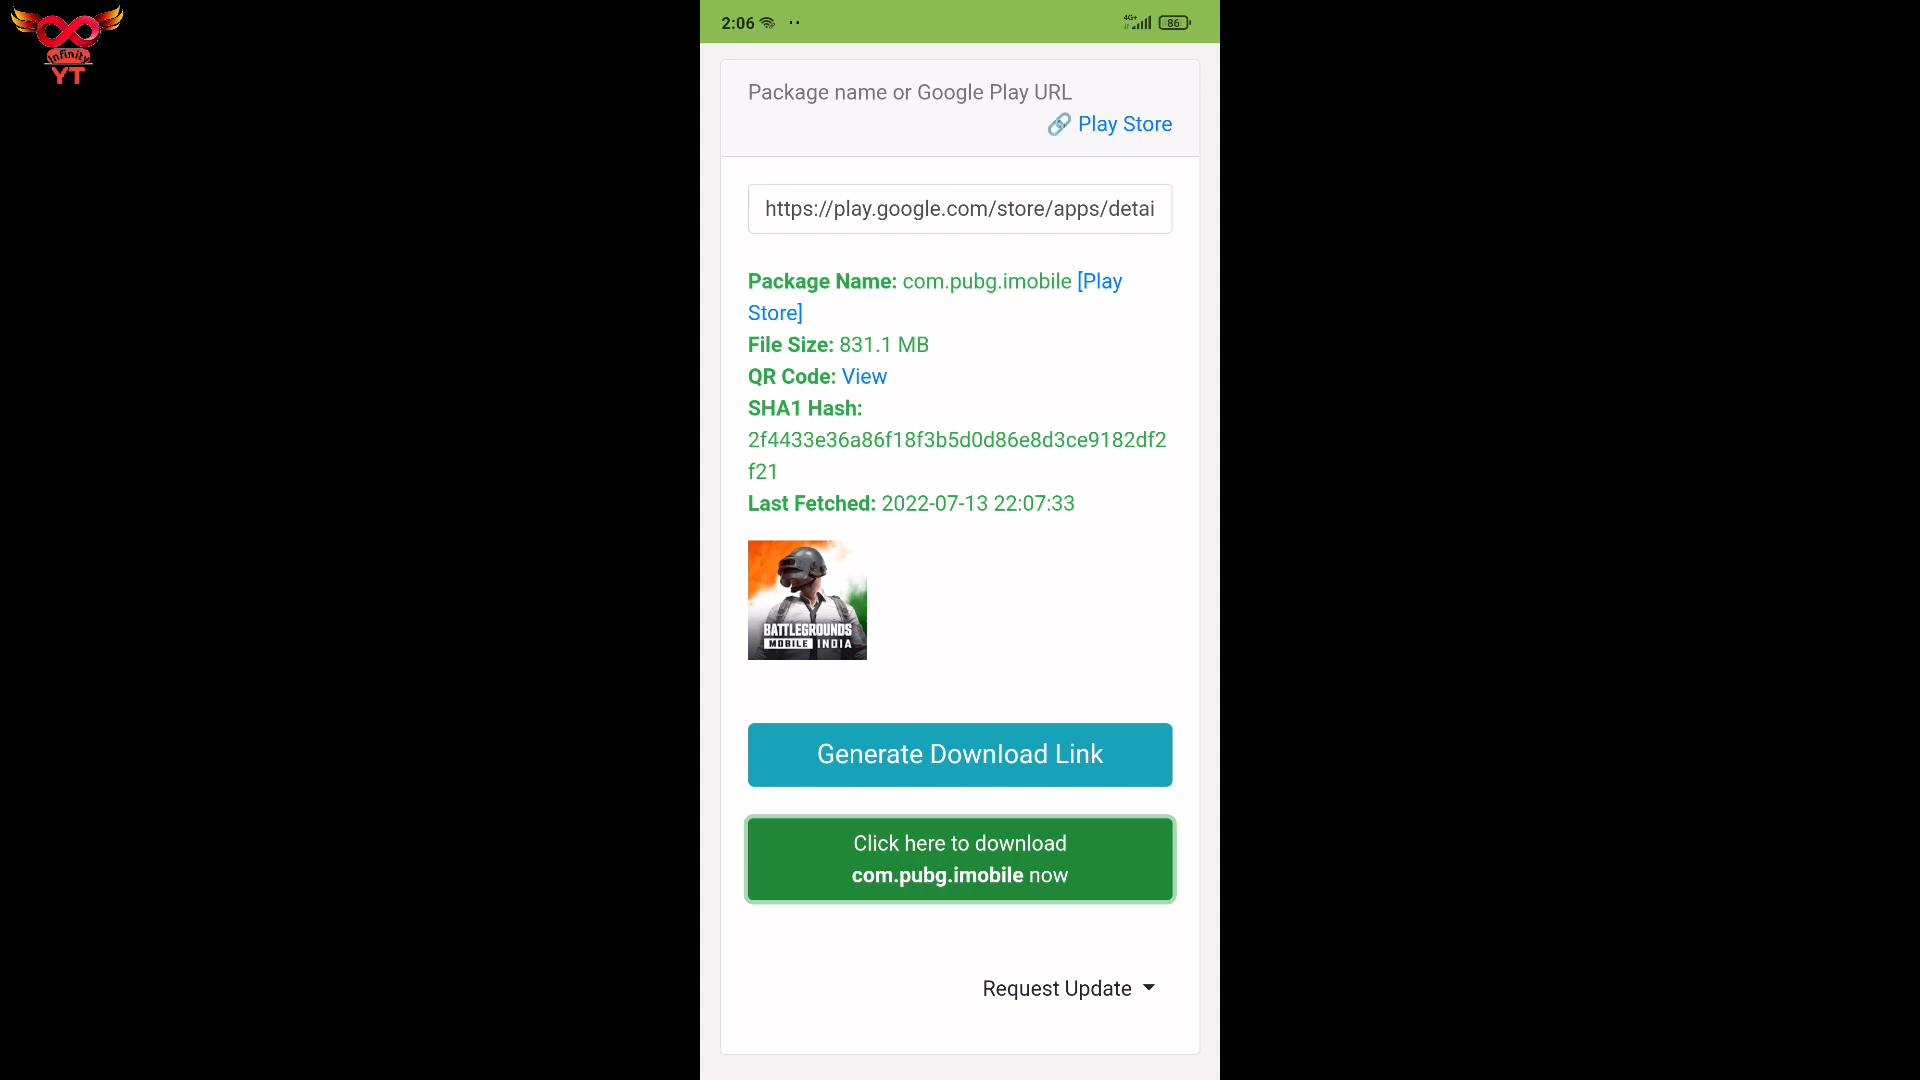 Infinity
YT
2:06
4G+
86
Package name or Google Play URL
Play Store
https://play.google.com/store/apps/detai
Package Name: com.pubg.imobile [Play
Store]
File Size: 831.1 MB
QR Code: View
SHA1 Hash:
2f4433e36a86f18f3b5d0d86e8d3ce9182df2
f21
Last Fetched: 2022-07-13 22:07:33
BATTLEGROUNDS
MOBILE INDIA
Generate Download Link
Click here to download
com.pubg.imobile now
Request Update